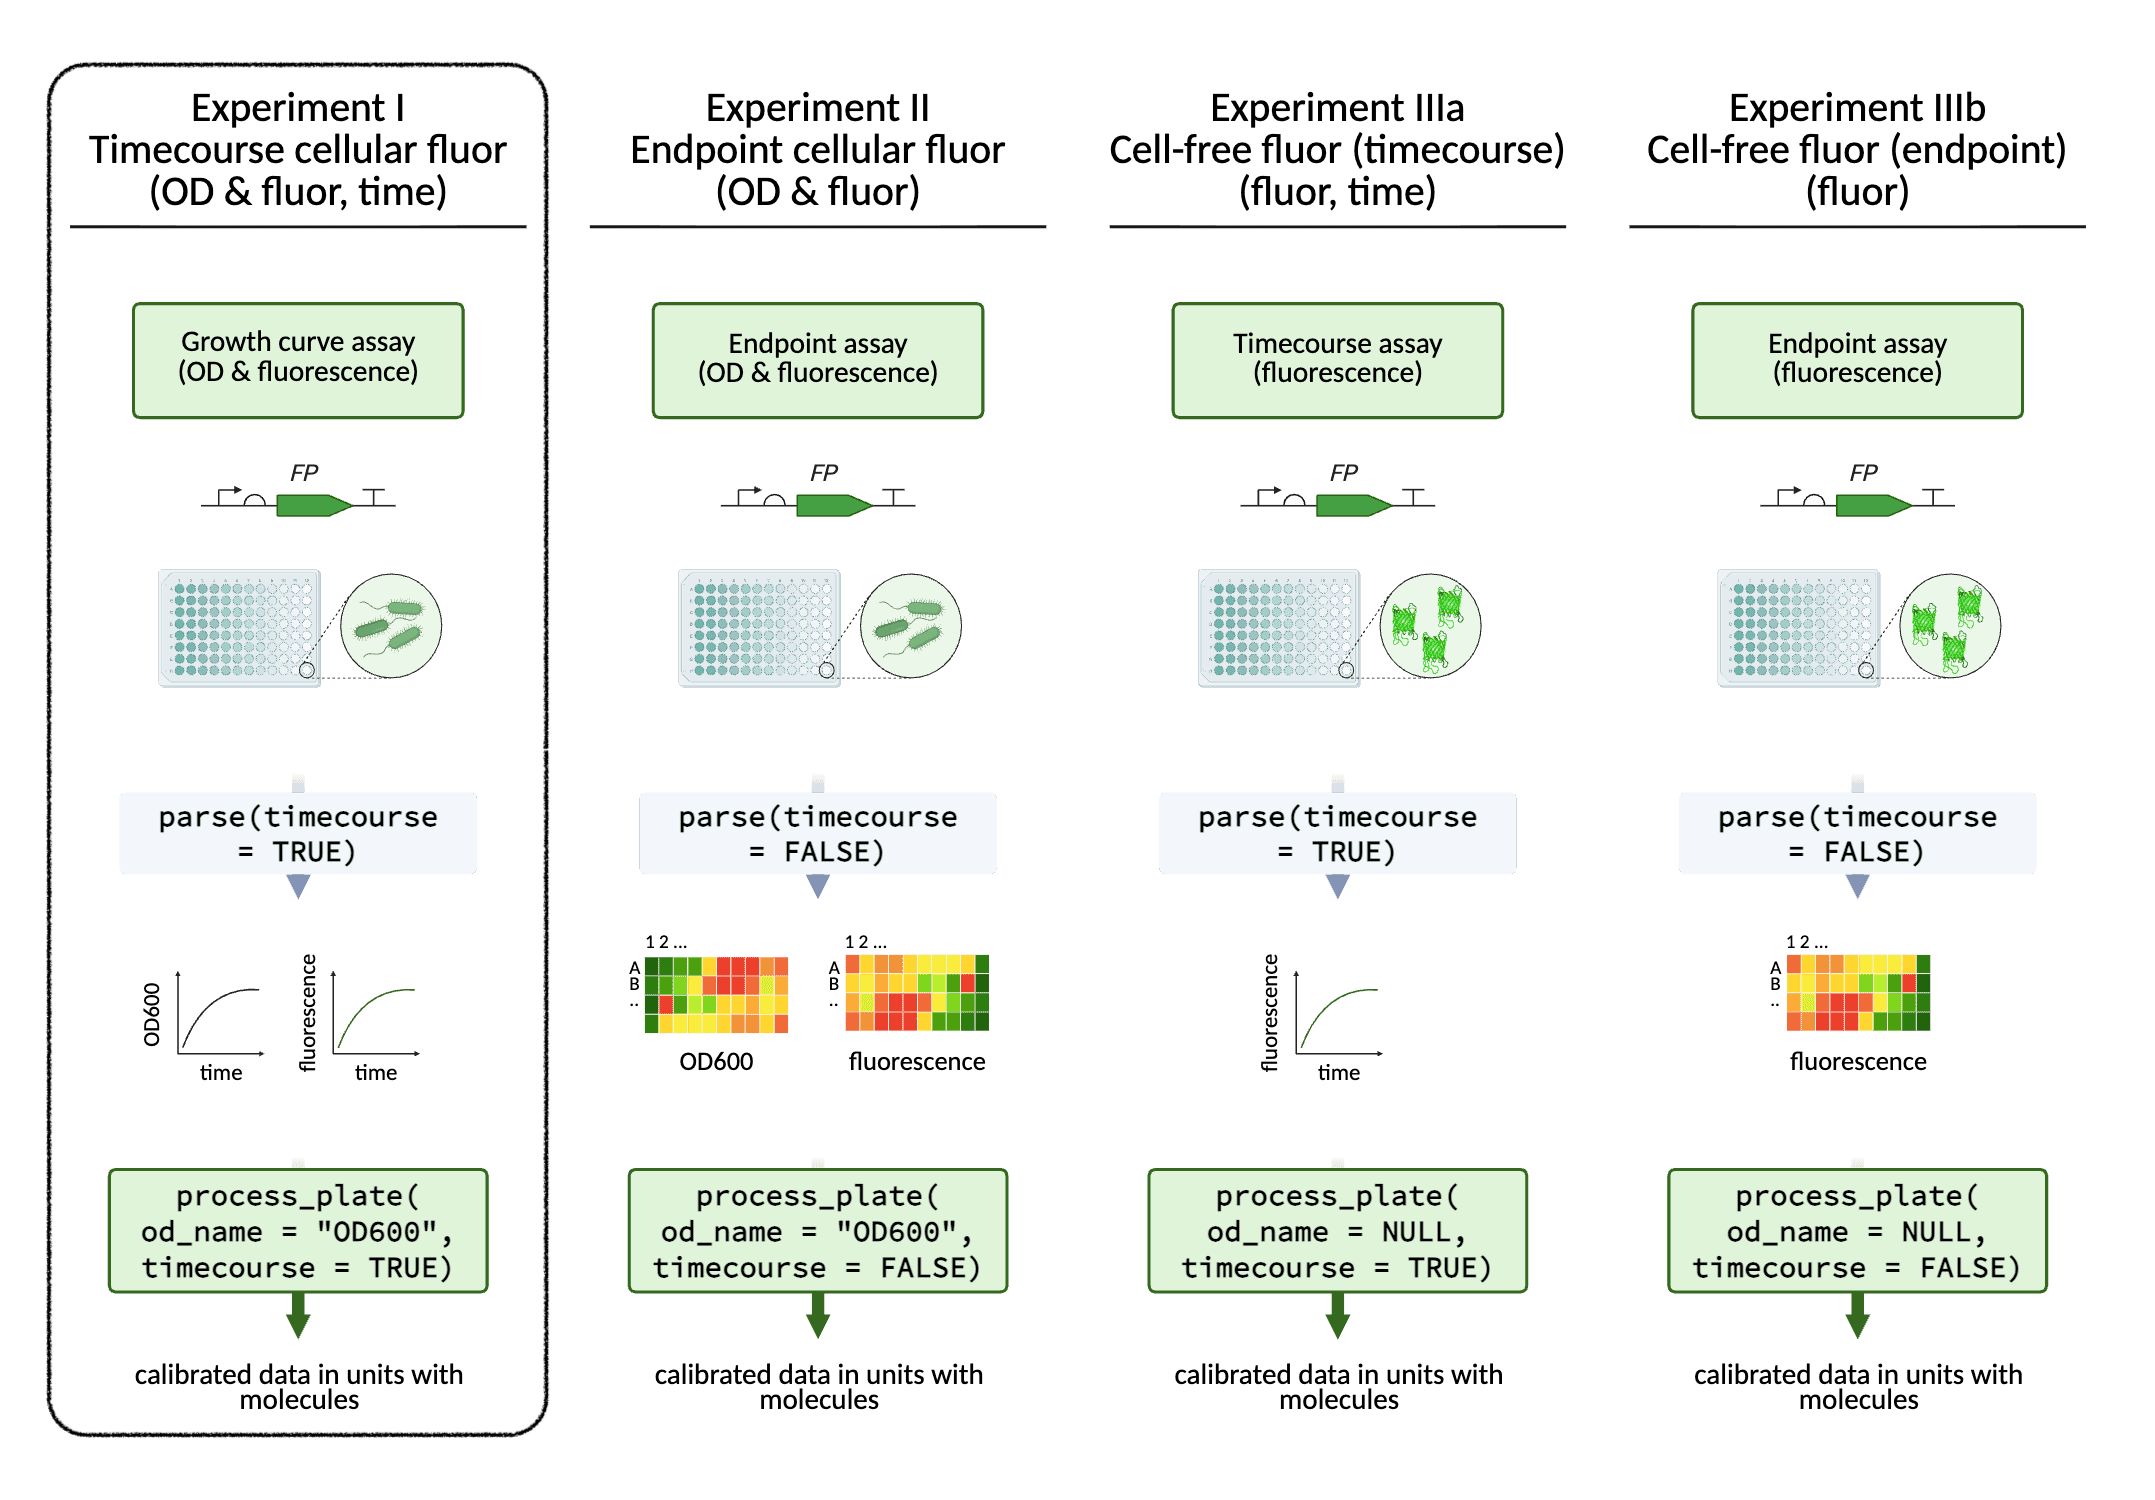 Experiment I
Timecourse cellular fluor
(OD & fluor, time)
Growth curve assay
(OD & fluorescence)
FP
parse(timecourse
= TRUE)
OD600
time
fluorescence
time
process_plate(
od_name = "OD600",
timecourse = TRUE)
calibrated data in units with
molecules
Experiment II
Endpoint cellular fluor
(OD & fluor)
Endpoint assay
(OD & fluorescence)
FP
parse(timecourse
= FALSE)
1 2 ...
A
B
..
OD600
1 2 ...
A
B
..
fluorescence
process_plate(
od_name = "OD600",
timecourse = FALSE)
calibrated data in units with
molecules
Experiment IIIa
Cell-free fluor (timecourse)
(fluor, time)
Timecourse assay
(fluorescence)
FP
parse(timecourse
= TRUE)
fluorescence
time
process_plate(
od_name = NULL,
timecourse = TRUE)
calibrated data in units with
molecules
Experiment IIIb
Cell-free fluor (endpoint)
(fluor)
Endpoint assay
(fluorescence)
FP
parse(timecourse
= FALSE)
1 2 ...
A
B
..
fluorescence
process_plate(
od_name = NULL,
timecourse = FALSE)
calibrated data in units with
molecules